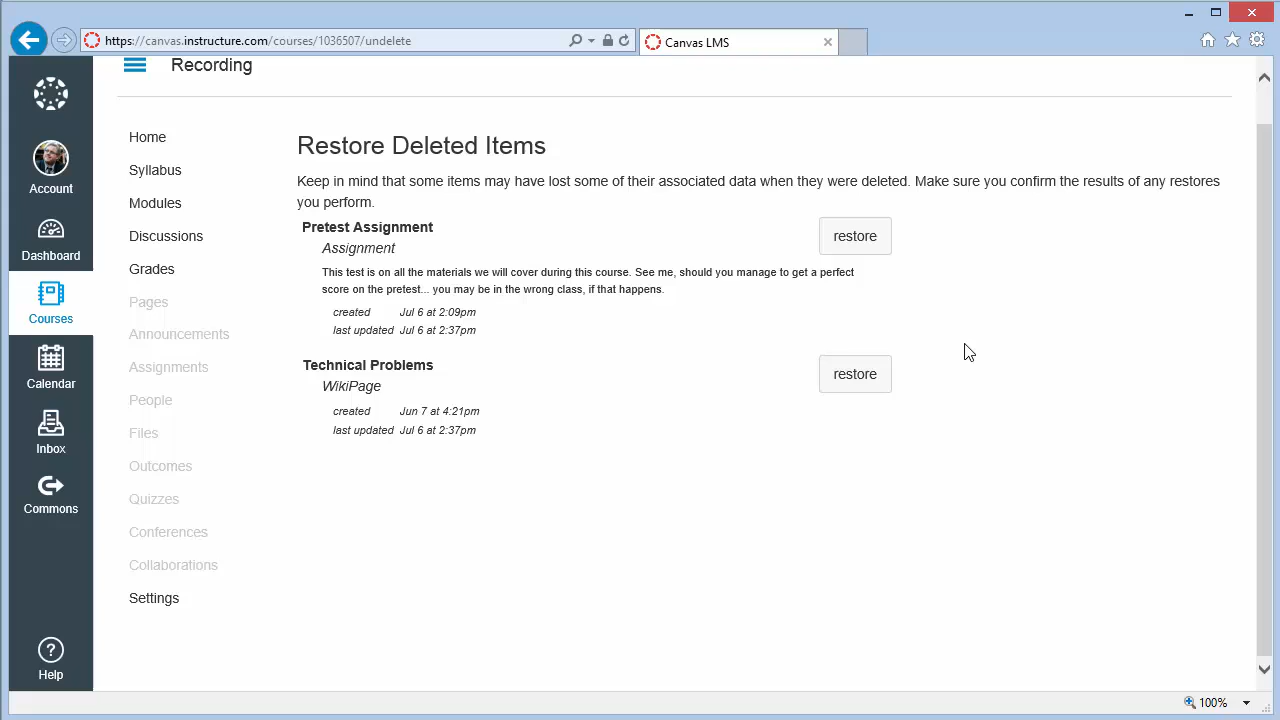 https://canvas.instructure.com/courses/1036507/undelete
Canvas LMS
Recording
Account
Dashboard
Courses
Calendar
Inbox
Commons
Help
Home
Syllabus
Modules
Discussions
Grades
Pages
Announcements
Assignments
People
Files
Outcomes
Quizzes
Conferences
Collaborations
Settings
Restore Deleted Items
Keep in mind that some items may have lost some of their associated data when they were deleted. Make sure you confirm the results of any restores
you perform.
Pretest Assignment
restore
Assignment
This test is on all the materials we will cover during this course. See me, should you manage to get a perfect
score on the pretest... you may be in the wrong class, if that happens.
created Jul 6 at 2:09pm
last updated Jul 6 at 2:37pm
Technical Problems
restore
WikiPage
created Jun 7 at 4:21pm
last updated Jul 6 at 2:37pm
100%